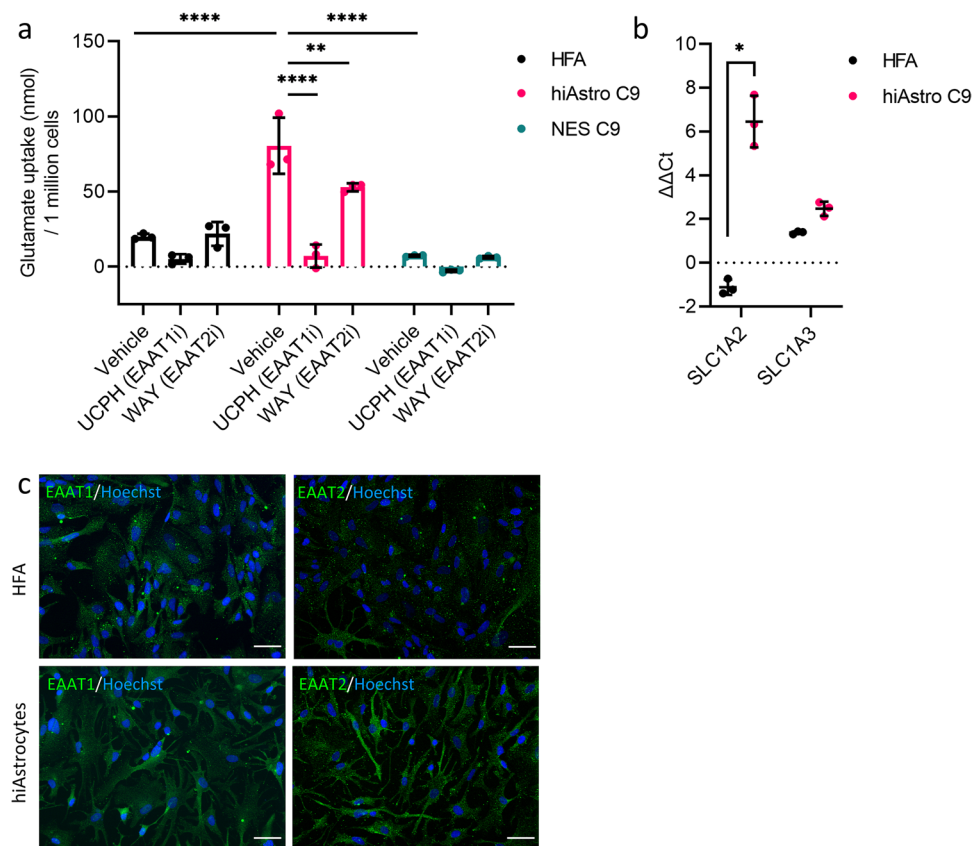 a
****
****
**
****
150
100
50
0
Glutamate uptake (nmol)
/ 1 million cells
HFA
hiAstro C9
NES C9
Vehicle
UCPH (EAAT1i)
WAY (EAAT2i)
Vehicle
UCPH (EAAT1i)
WAY (EAAT2i)
Vehicle
UCPH (EAAT1i)
WAY (EAAT2i)
b
*
10
8
6
4
2
0
-2
ΔΔCt
HFA
hiAstro C9
SLC1A2
SLC1A3
c
EAAT1/Hoechst
EAAT2/Hoechst
HFA
EAAT1/Hoechst
EAAT2/Hoechst
hiAstrocytes